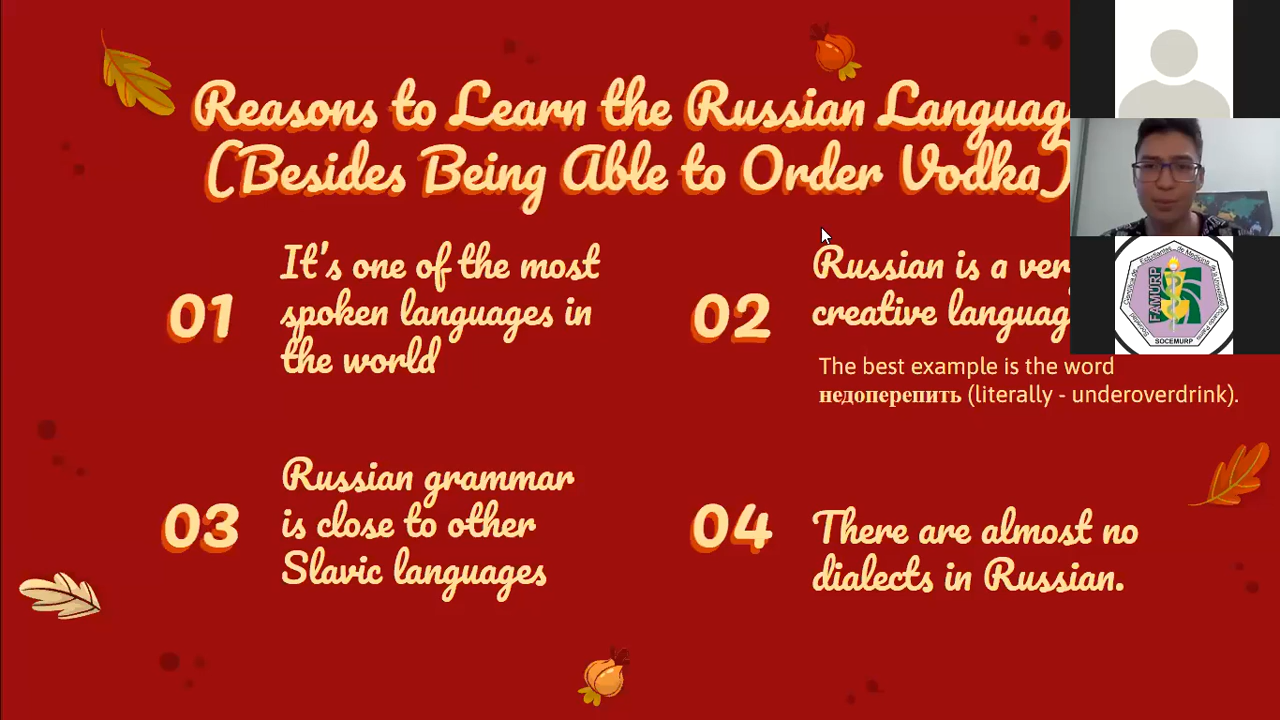 Reasons to Learn the Russian Languag
(Besides Being Able to Order Vodka)
01
It's one of the most
spoken languages in
the world
02
Russian is a ver
creative languag
The best example is the word
недоперепить (literally - underoverdrink).
03
Russian grammar
is close to other
Slavic languages
04
There are almost no
dialects in Russian.
FAMURP
SOCEMURP